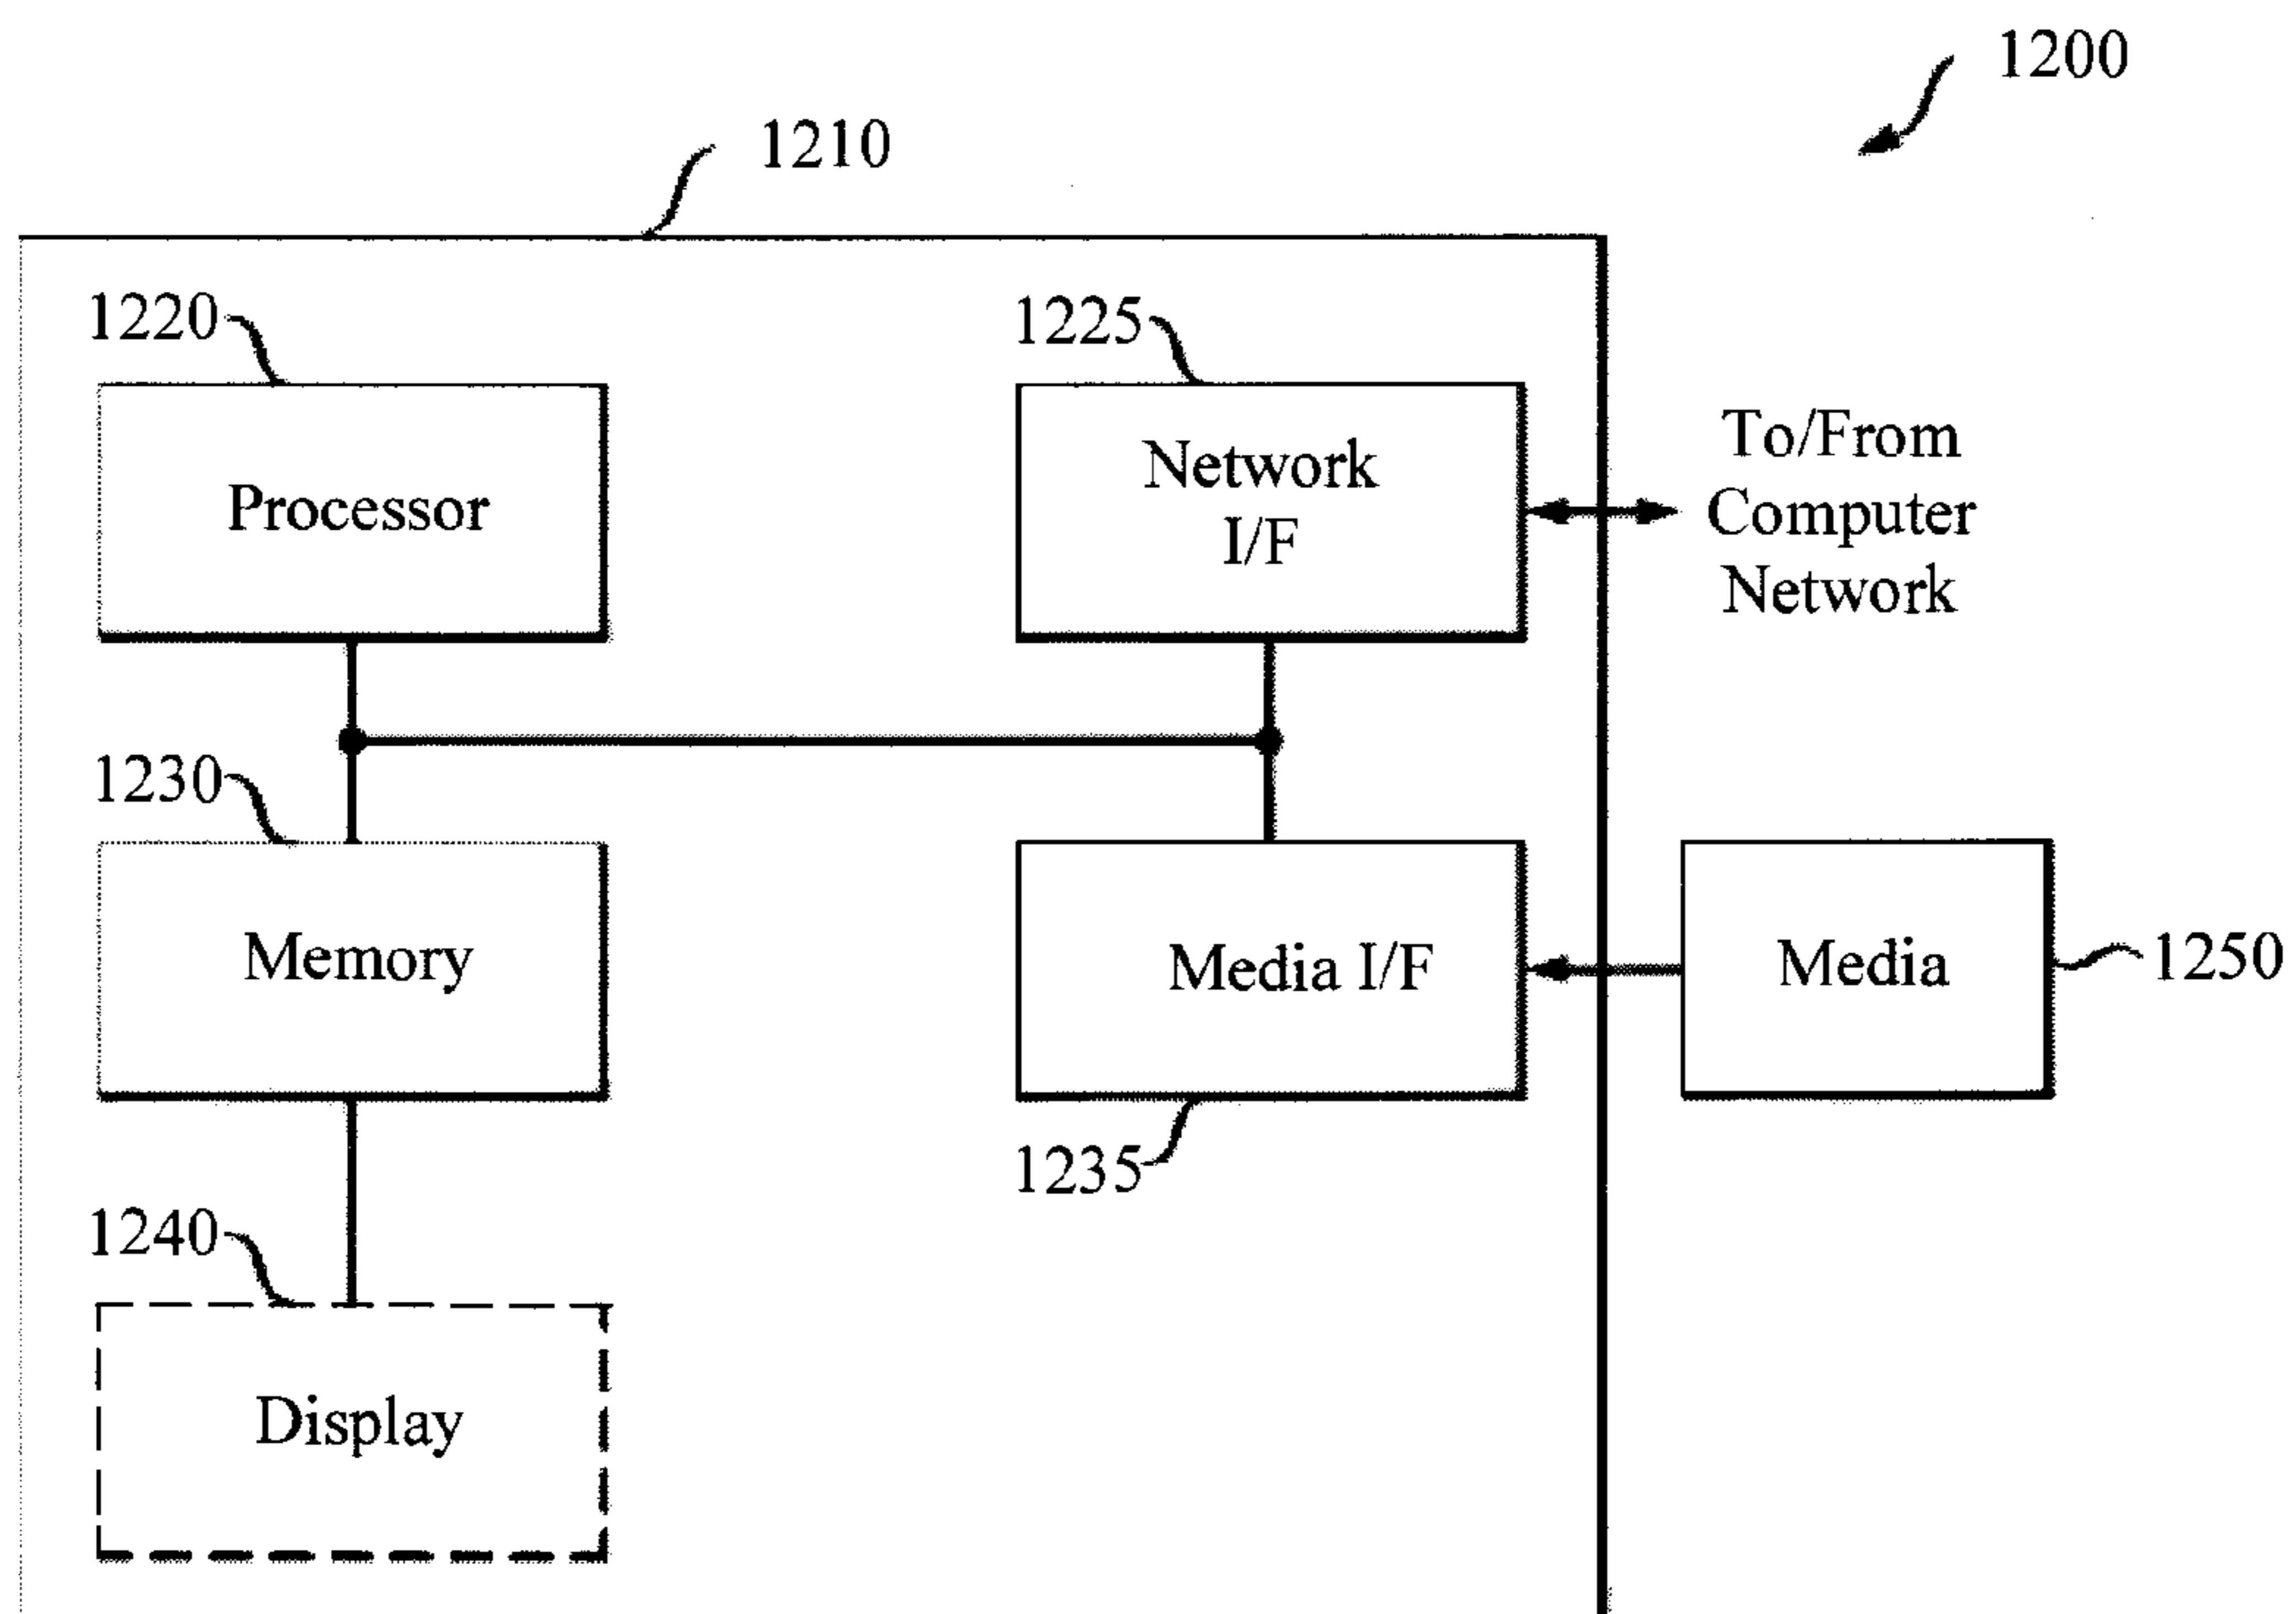 1200
1210
1220
1225
Processor
Network
I/F
To/From
Computer
Network
1230
Memory
Media I/F
Media
1250
1235
1240
Display